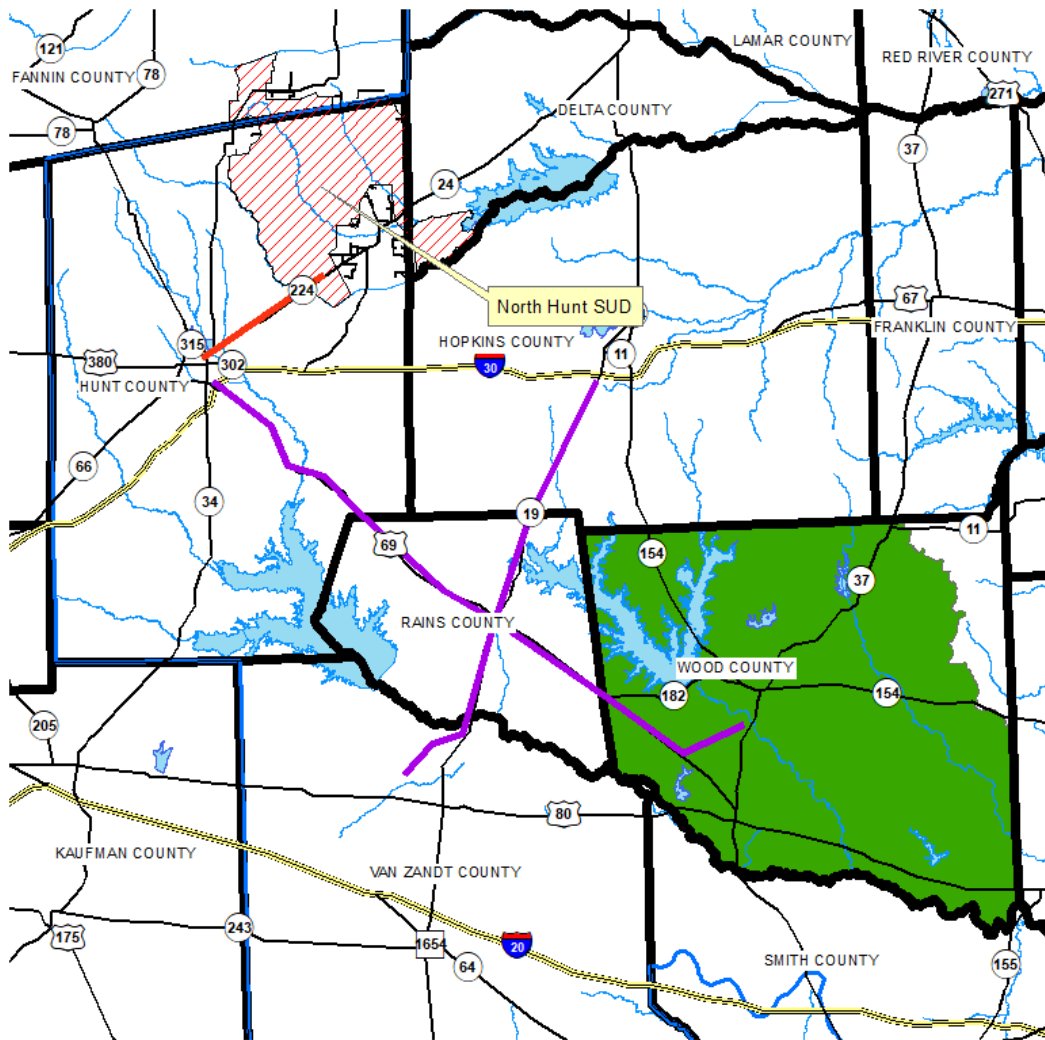 121
LAMAR COUNTY
RED RIVER COUNTY
FANNIN COUNTY
78
271
DELTA COUNTY
78
37
24
224
67
North Hunt SUD
FRANKLIN COUNTY
315
HOPKINS COUNTY
380
302
11
30
HUNT COUNTY
66
34
19
11
69
154
37
RAINS COUNTY
WOOD COUNTY
182
154
205
80
KAUFMAN COUNTY
VAN ZANDT COUNTY
175
243
1654
20
64
SMITH COUNTY
155